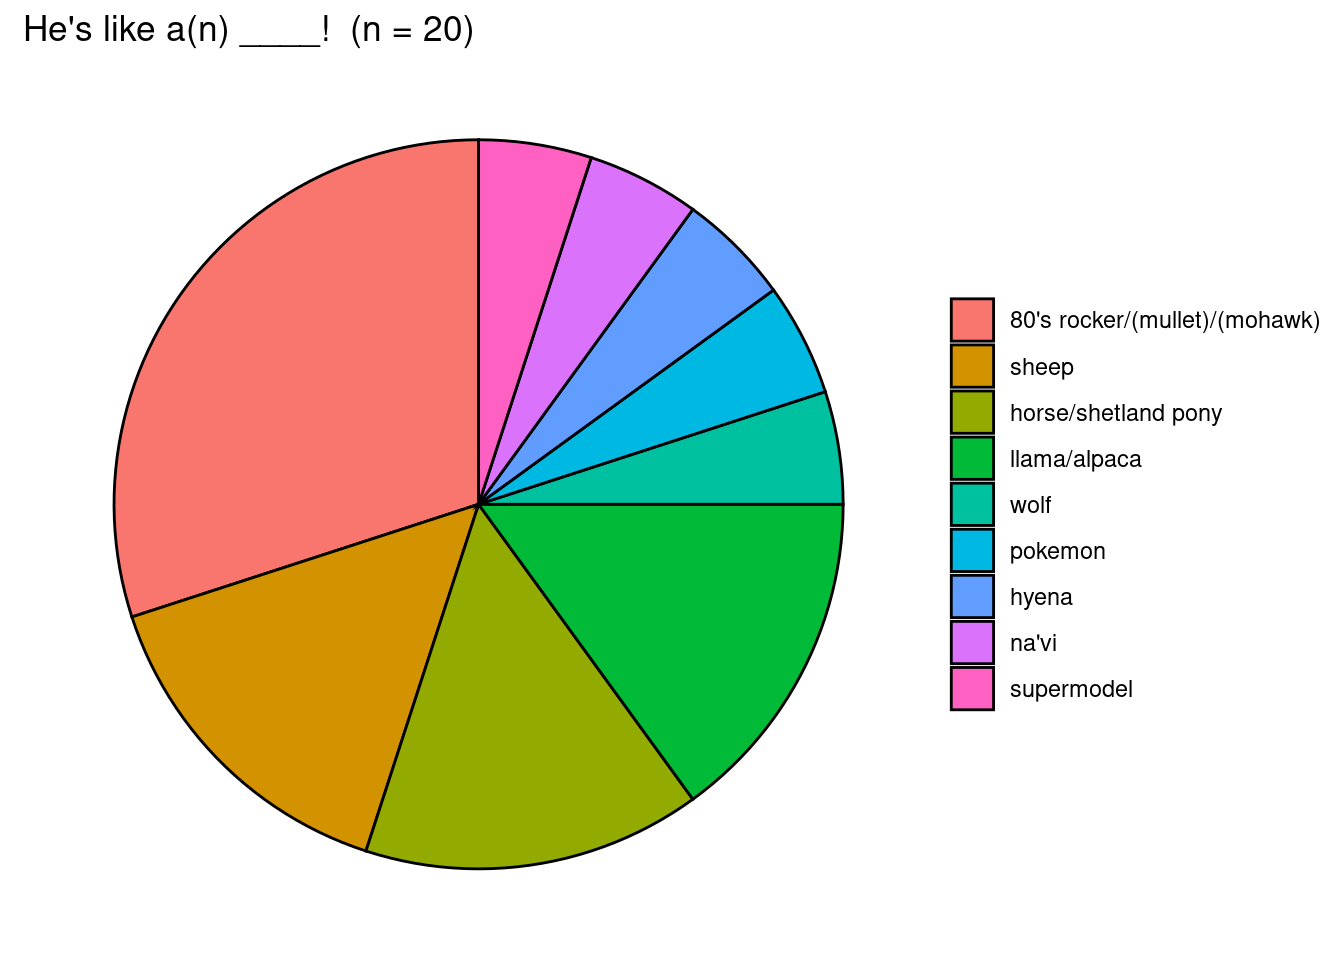 He's like a(n) ____!  (n = 20)
80's rocker/(mullet)/(mohawk)
sheep
horse/shetland pony
llama/alpaca
wolf
pokemon
hyena
na'vi
supermodel